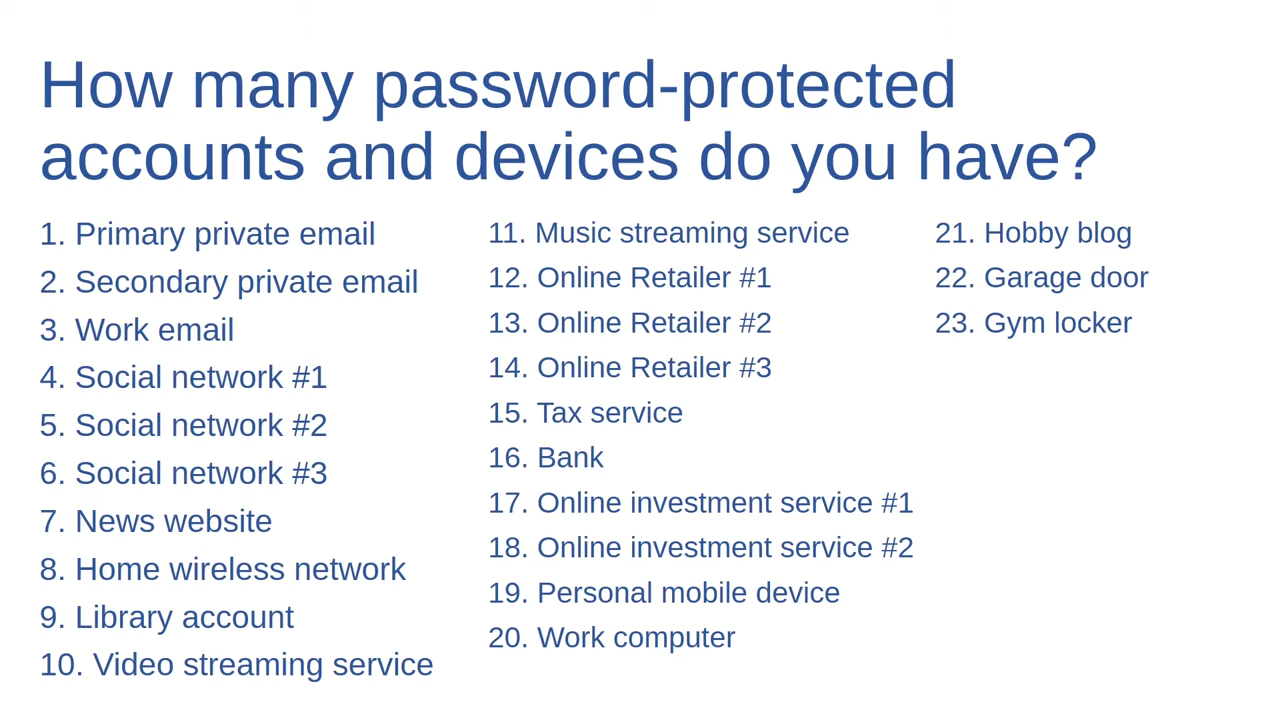 How many password-protected
accounts and devices do you have?
1. Primary private email
2. Secondary private email
3. Work email
4. Social network #1
5. Social network #2
6. Social network #3
7. News website
8. Home wireless network
9. Library account
10. Video streaming service
11. Music streaming service
12. Online Retailer #1
13. Online Retailer #2
14. Online Retailer #3
15. Tax service
16. Bank
17. Online investment service #1
18. Online investment service #2
19. Personal mobile device
20. Work computer
21. Hobby blog
22. Garage door
23. Gym locker